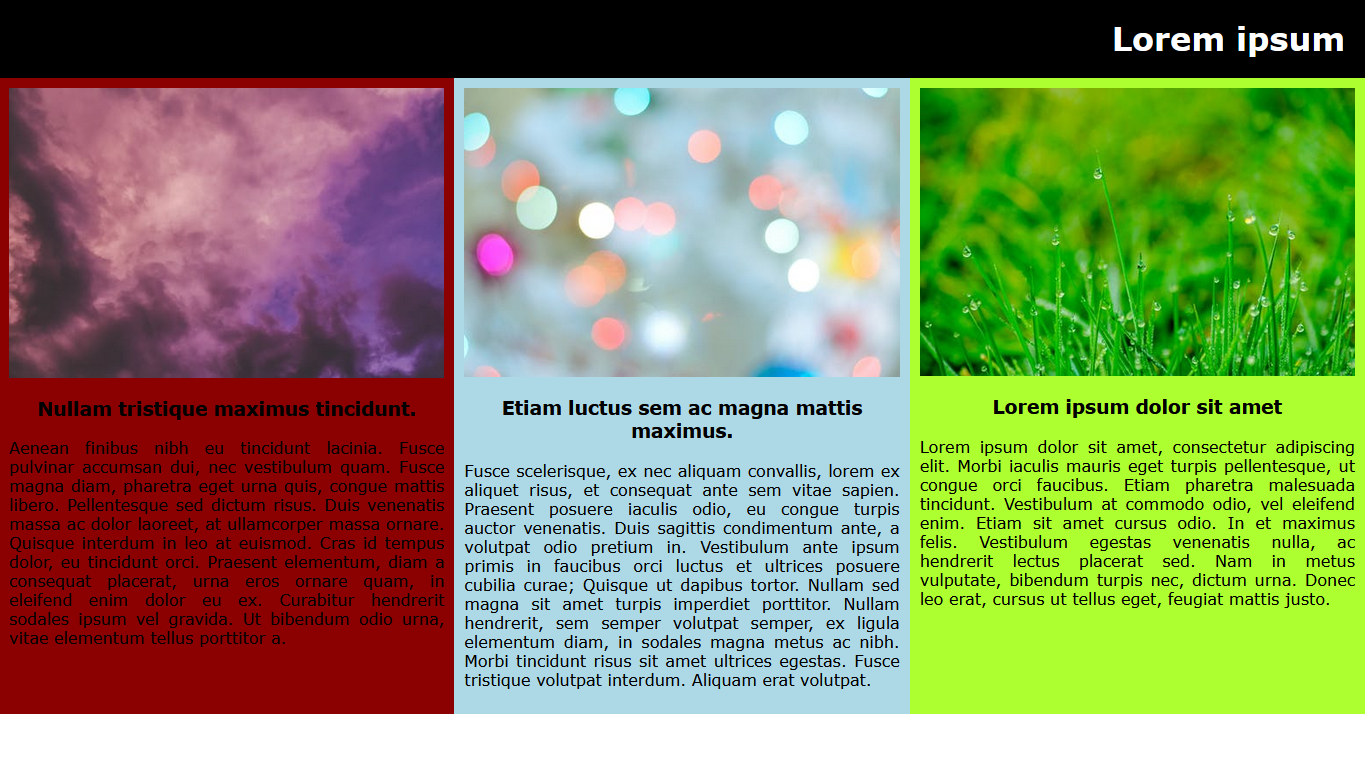 Lorem ipsum
Nullam tristique maximus tincidunt.
Aenean finibus nibh eu tincidunt lacinia. Fusce
pulvinar accumsan dui, nec vestibulum quam. Fusce
magna diam, pharetra eget urna quis, congue mattis
libero. Pellentesque sed dictum risus. Duis venenatis
massa ac dolor laoreet, at ullamcorper massa ornare.
Quisque interdum in leo at euismod. Cras id tempus
dolor, eu tincidunt orci. Praesent elementum, diam a
consequat placerat, urna eros ornare quam, in
eleifend enim dolor eu ex. Curabitur hendrerit
sodales ipsum vel gravida. Ut bibendum odio urna,
vitae elementum tellus porttitor a.
Etiam luctus sem ac magna mattis
maximus.
Fusce scelerisque, ex nec aliquam convallis, lorem ex
aliquet risus, et consequat ante sem vitae sapien.
Praesent posuere iaculis odio, eu congue turpis
auctor venenatis. Duis sagittis condimentum ante, a
volutpat odio pretium in. Vestibulum ante ipsum
primis in faucibus orci luctus et ultrices posuere
cubilia curae; Quisque ut dapibus tortor. Nullam sed
magna sit amet turpis imperdiet porttitor. Nullam
hendrerit, sem semper volutpat semper, ex ligula
elementum diam, in sodales magna metus ac nibh.
Morbi tincidunt risus sit amet ultrices egestas. Fusce
tristique volutpat interdum. Aliquam erat volutpat.
Lorem ipsum dolor sit amet
Lorem ipsum dolor sit amet, consectetur adipiscing
elit. Morbi iaculis mauris eget turpis pellentesque, ut
congue orci faucibus. Etiam pharetra malesuada
tincidunt. Vestibulum at commodo odio, vel eleifend
enim. Etiam sit amet cursus odio. In et maximus
felis. Vestibulum egestas venenatis nulla, ac
hendrerit lectus placerat sed. Nam in metus
vulputate, bibendum turpis nec, dictum urna. Donec
leo erat, cursus ut tellus eget, feugiat mattis justo.